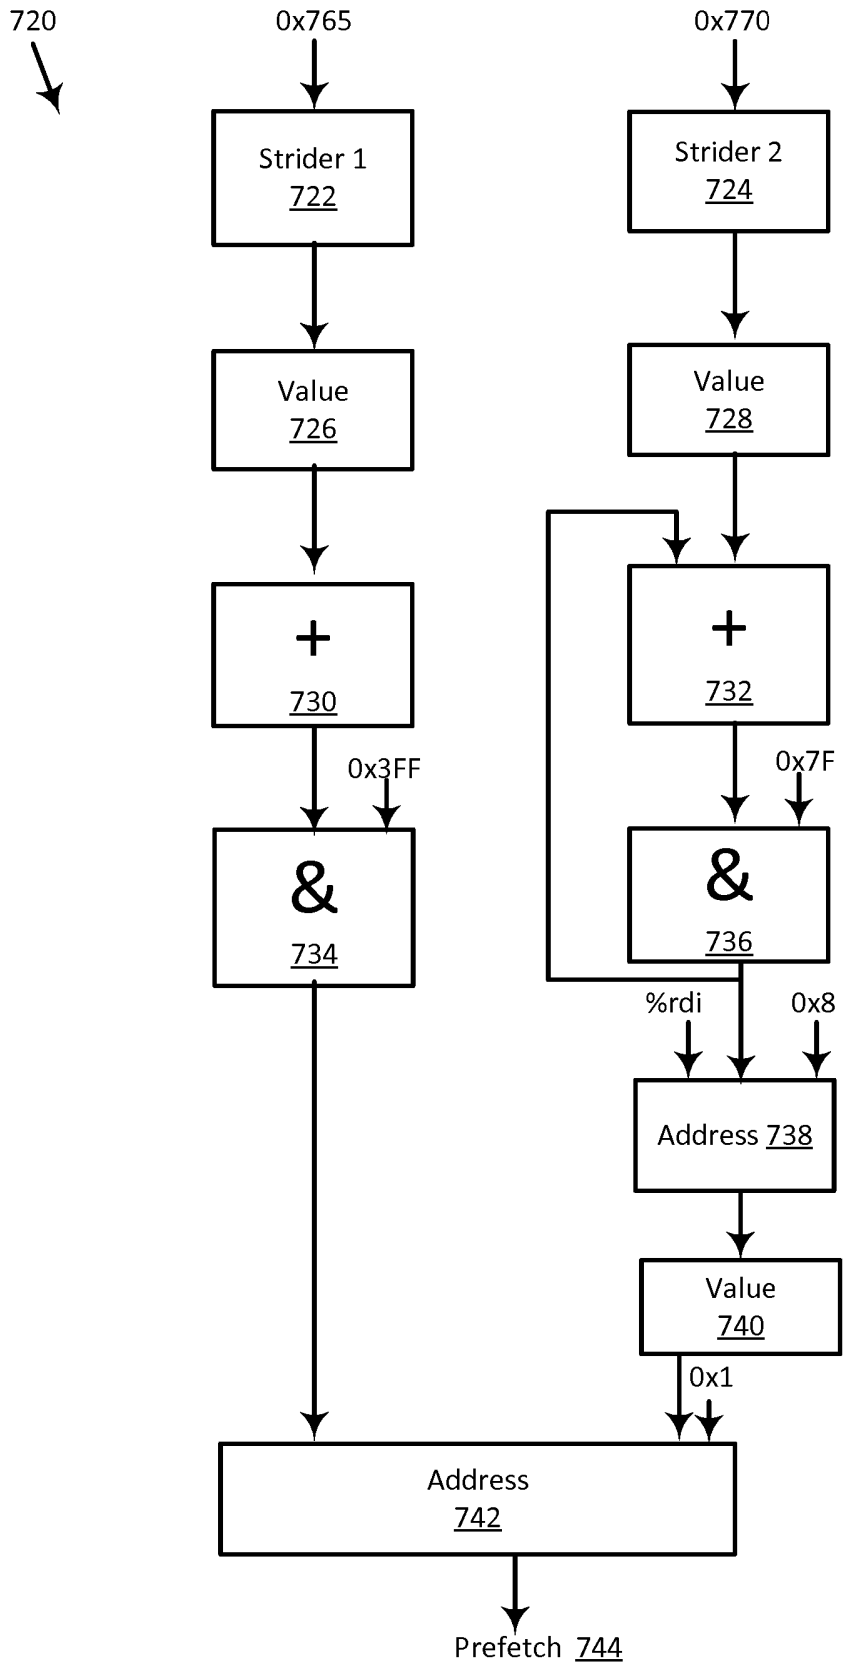 720
0x765
0x770
Strider 1
722
Strider 2
724
Value
726
Value
728
+
730
+
732
0x3FF
0x7F
&
734
&
736
%rdi
0x8
Address 738
Value
740
0x1
Address
742
Prefetch 744